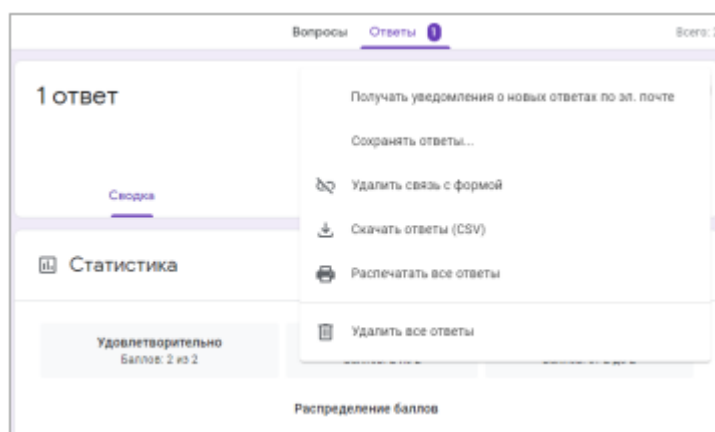 Вопросы Ответы 1 Всего:
1 ответ
Получать уведомления о новых ответах по эл. почте
Сохранять ответы...
Сводка
Удалить связь с формой
Скачать ответы (CSV)
Статистика
Распечатать все ответы
Удалить все ответы
Удовлетворительно
Баллов: 2 из 2
Распределение баллов